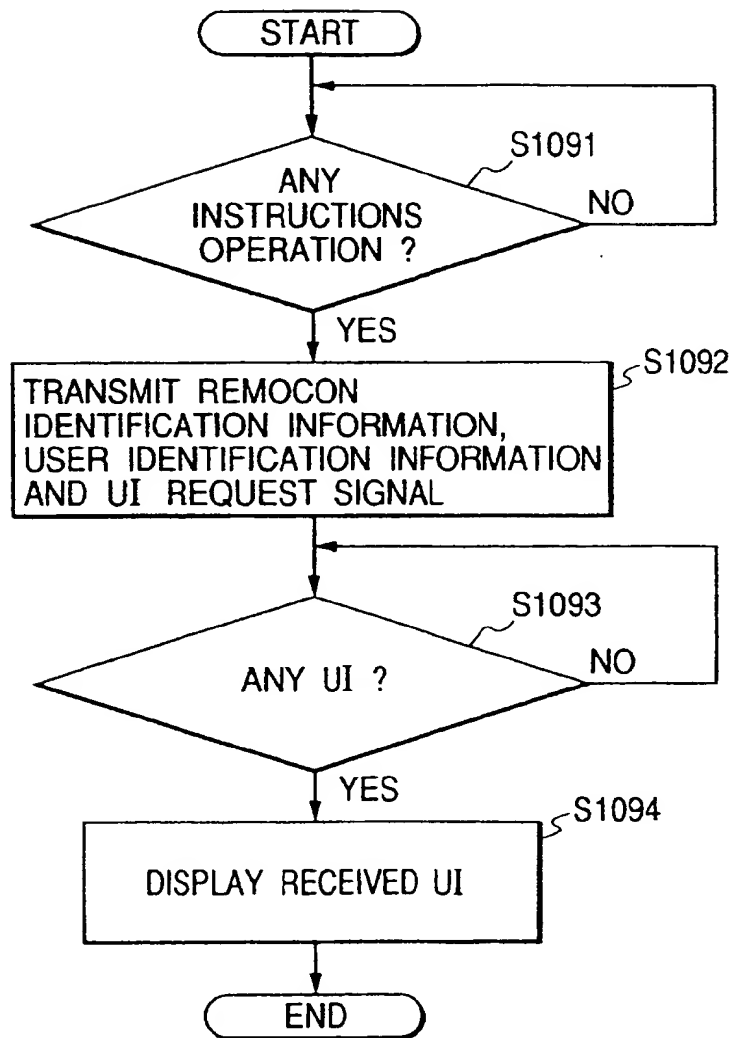 START
S1091
ANY
INSTRUCTIONS
OPERATION ?
NO
YES
S1092
TRANSMIT REMOCON
IDENTIFICATION INFORMATION,
USER IDENTIFICATION INFORMATION
AND UI REQUEST SIGNAL
S1093
ANY UI ?
NO
YES
S1094
DISPLAY RECEIVED UI
END